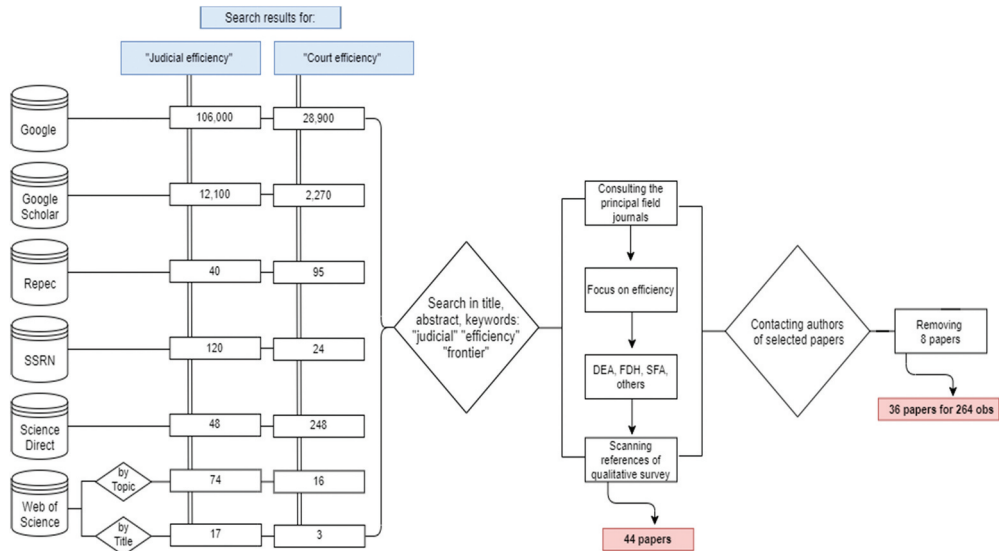 Search results for:
"Judicial efficiency"
"Court efficiency"
Google
106,000
28,900
Google
Scholar
12,100
2,270
Repec
40
95
SSRN
120
24
Science
Direct
48
248
Web of
Science
by
Topic
74
16
by
Title
17
3
Search in title,
abstract, keywords:
"judicial" "efficiency"
"frontier"
Consulting the
principal field
journals
Focus on efficiency
DEA, FDH, SFA,
others
Scanning
references of
qualitative survey
44 papers
Contacting authors
of selected papers
Removing
8 papers
36 papers for 264 obs